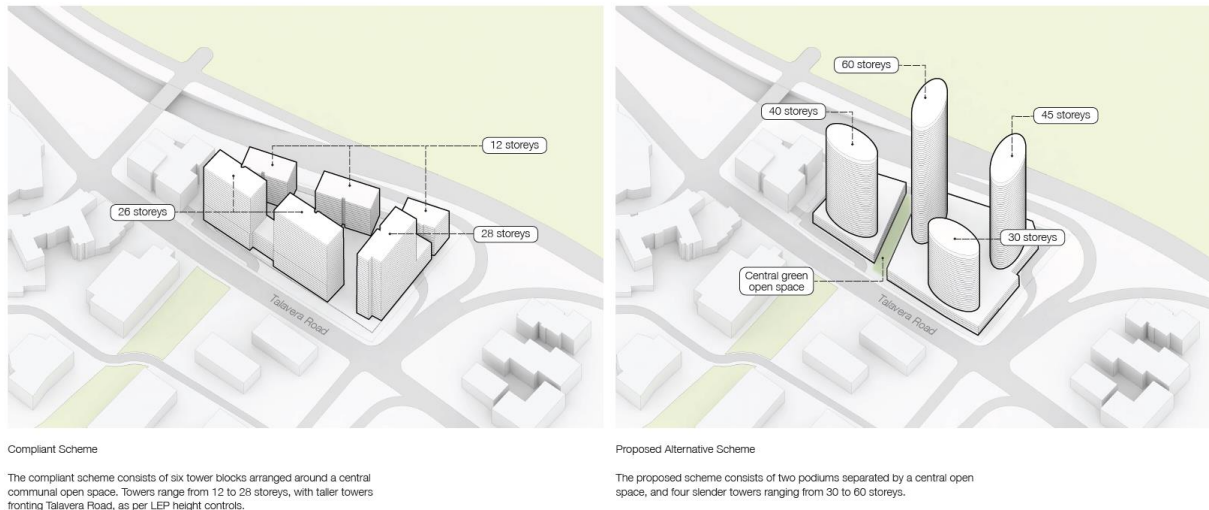 12 storeys
26 storeys
28 storeys
Talavera Road
60 storeys
40 storeys
45 storeys
30 storeys
Central green
open space
Talavera Road
Compliant Scheme
The compliant scheme consists of six tower blocks arranged around a central
communal open space. Towers range from 12 to 28 storeys, with taller towers
fronting Talavera Road, as per LEP height controls.
Proposed Alternative Scheme
The proposed scheme consists of two podiums separated by a central open
space, and four slender towers ranging from 30 to 60 storeys.